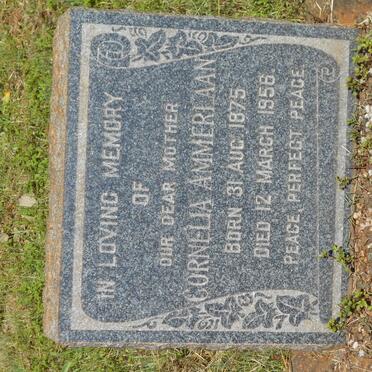 IN LOVING MEMORY
OF
OUR DEAR MOTHER
CORNELIA AMMERLAAN
BORN 31 AUG 1875
DIED 12 MARCH 1958
PEACE, PERFECT PEACE.